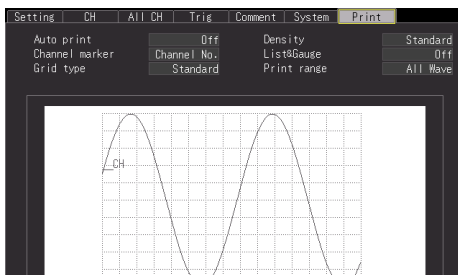 Setting CH All CH Trig Comment System Print
Auto print Off Density Standard
Channel marker Channel No. List&Gauge Off
Grid type Standard Print range All Wave
CH